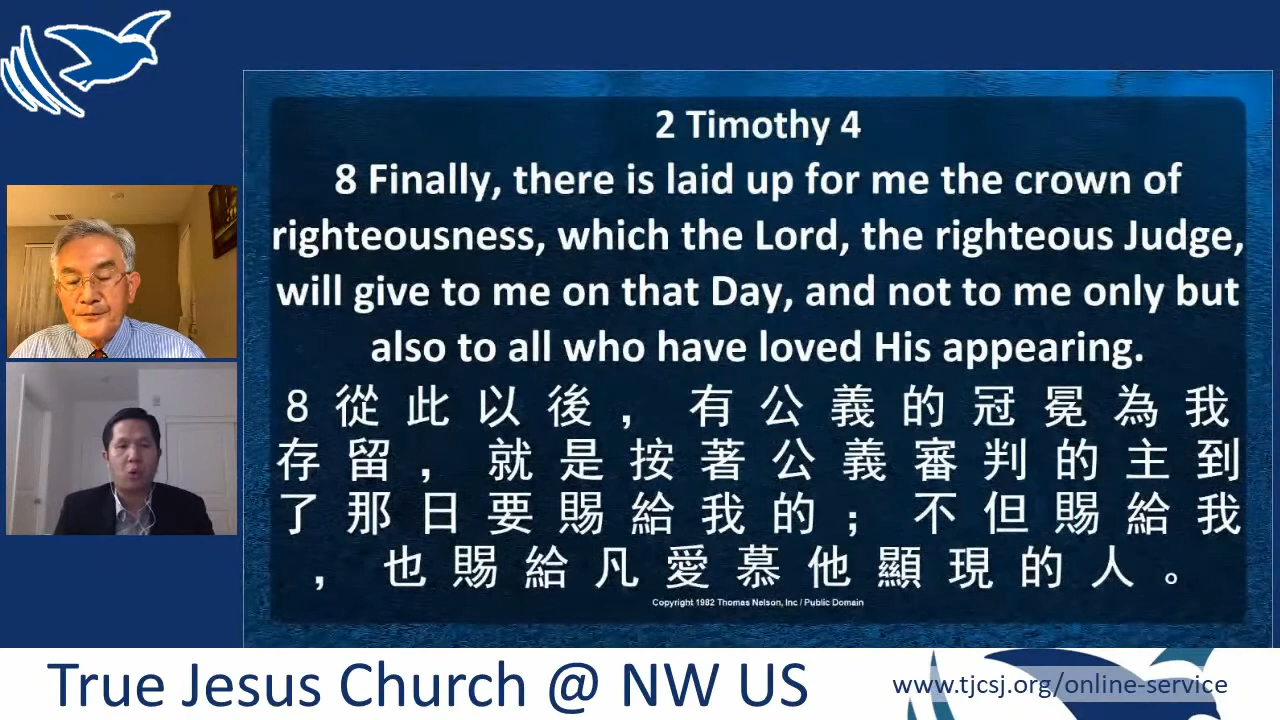 2 Timothy 4
8 Finally, there is laid up for me the crown of
righteousness, which the Lord, the righteous Judge,
will give to me on that Day, and not to me only but
also to all who have loved His appearing.
8 從此以後，有公義的冠冕為我
存留，就是按著公義審判的主到
了那日要賜給我的；不但賜給我
，也賜給凡愛慕他顯現的人。
Copyright 1982 Thomas Nelson, Inc / Public Domain
True Jesus Church @ NW US
www.tjcsj.org/online-service